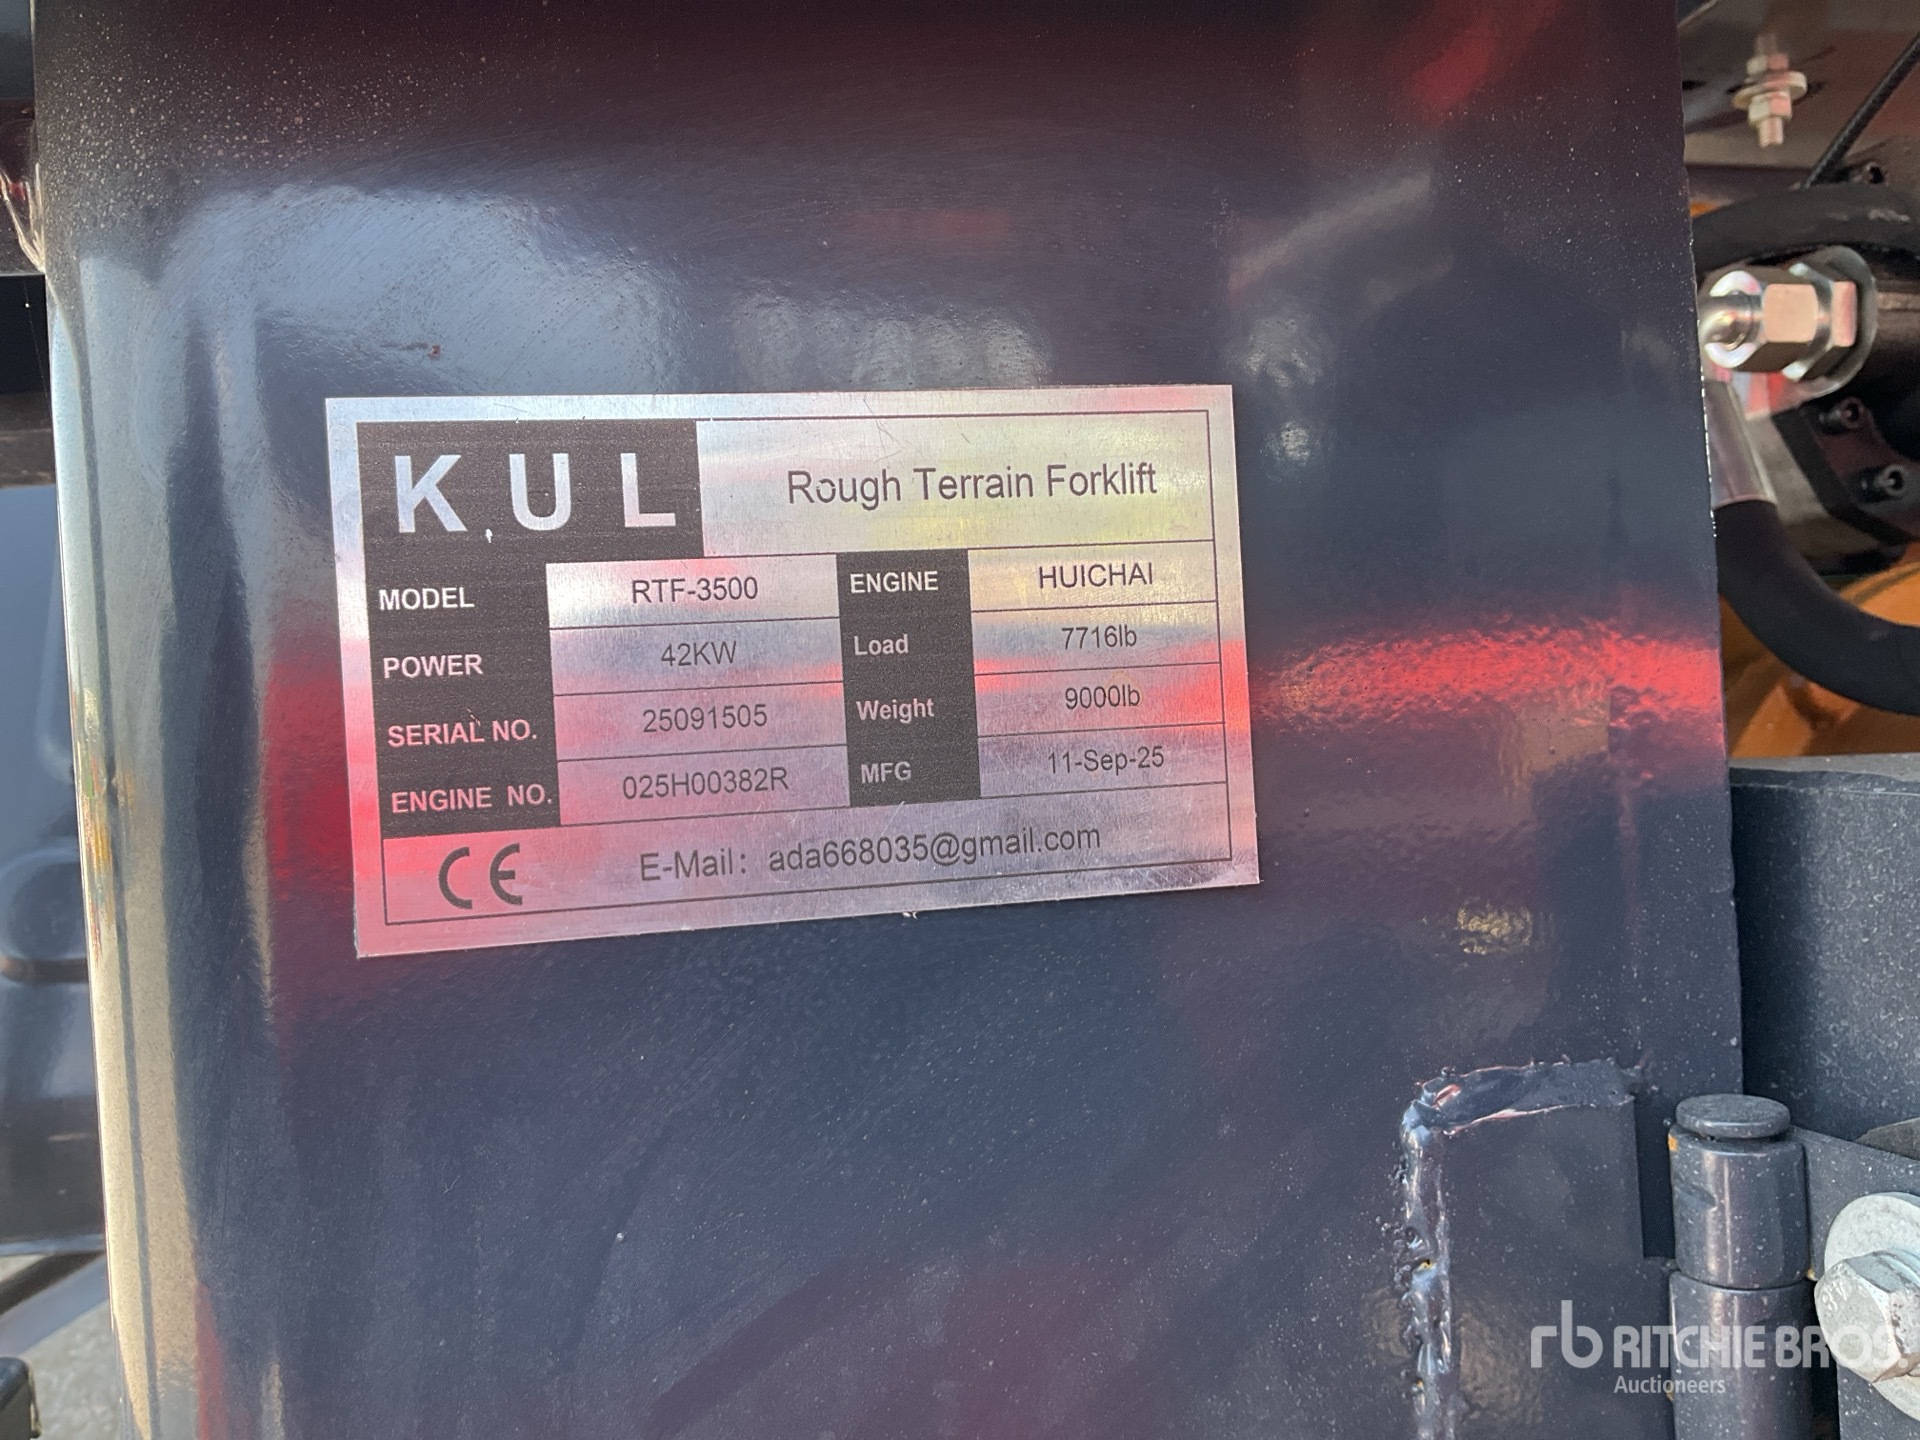 KUL Rough Terrain Forklift
MODEL RTF-3500 ENGINE HUICHAI
POWER 42KW Load 7716lb
SERIAL NO. 25091505 Weight 9000lb
ENGINE NO. 025H00382R MFG 11-Sep-25
CE E-Mail: ada668035@gmail.com
rb RITCHIE BROS.
Auctioneers